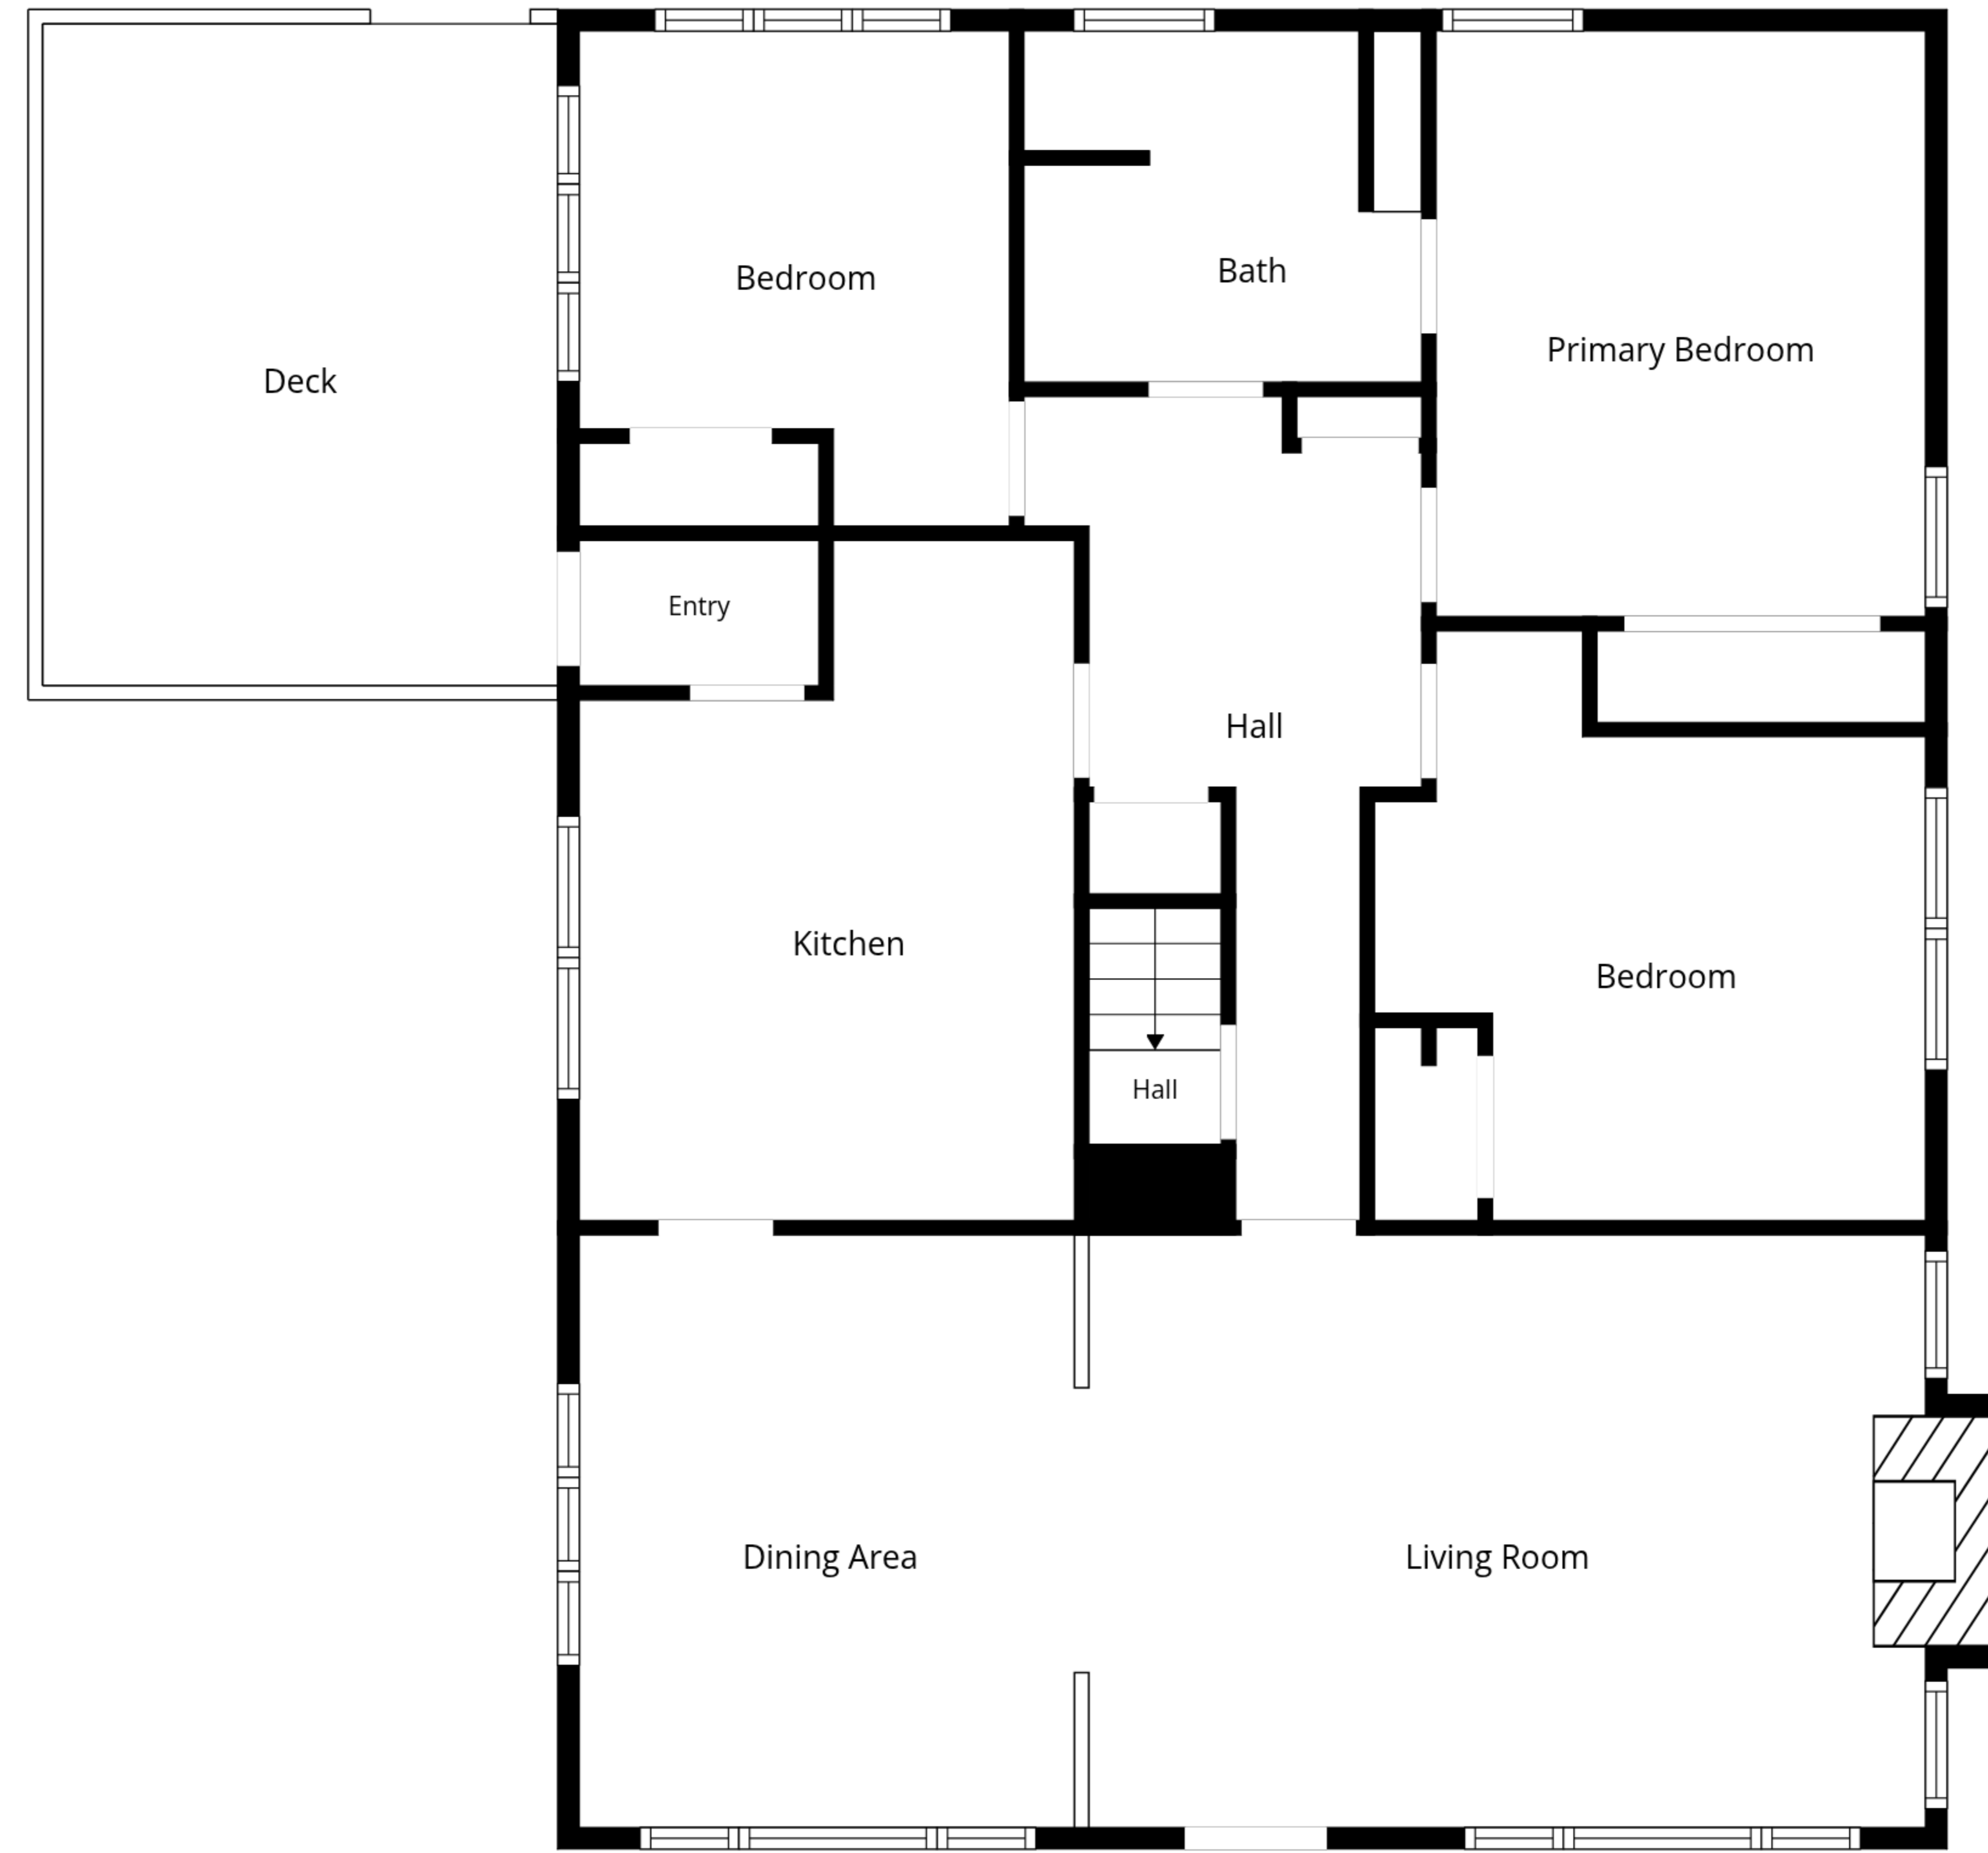 Bedroom
Bath
Primary Bedroom
Deck
Entry
Hall
Kitchen
Bedroom
Hall
Dining Area
Living Room